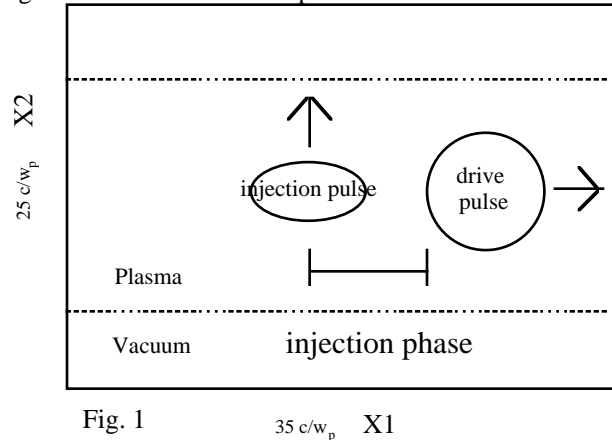 X2
25 c/wp
injection pulse
drive
pulse
Plasma
Vacuum
injection phase
Fig. 1
35 c/wp
X1